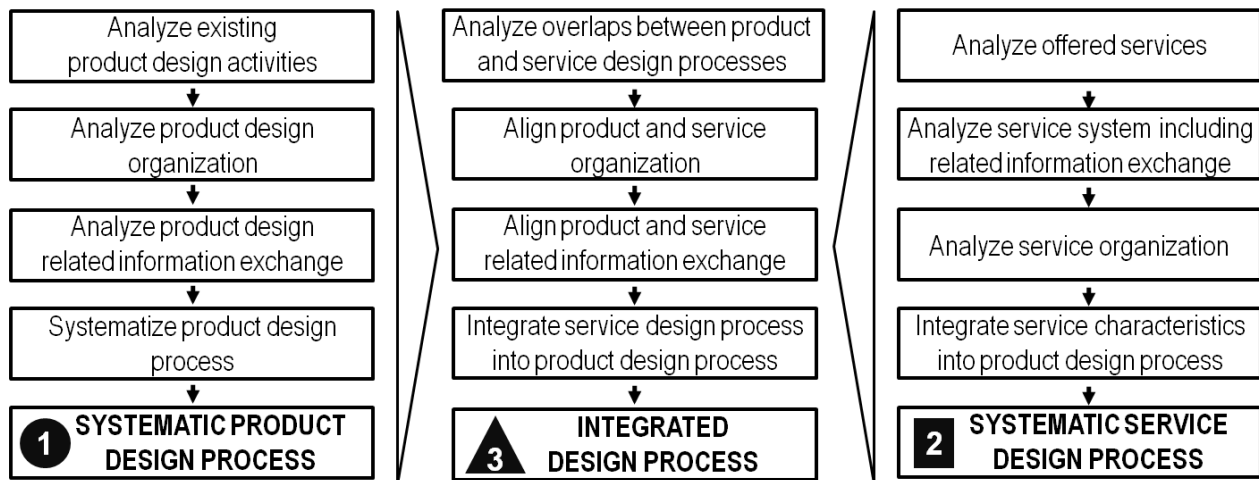 Analyze existing
product design activities
Analyze product design
organization
Analyze product design
related information exchange
Systematize product design
process
1
SYSTEMATIC PRODUCT
DESIGN PROCESS
Analyze overlaps between product
and service design processes
Align product and service
organization
Align product and service
related information exchange
Integrate service design process
into product design process
3
INTEGRATED
DESIGN PROCESS
Analyze offered services
Analyze service system including
related information exchange
Analyze service organization
Integrate service characteristics
into product design process
2
SYSTEMATIC SERVICE
DESIGN PROCESS